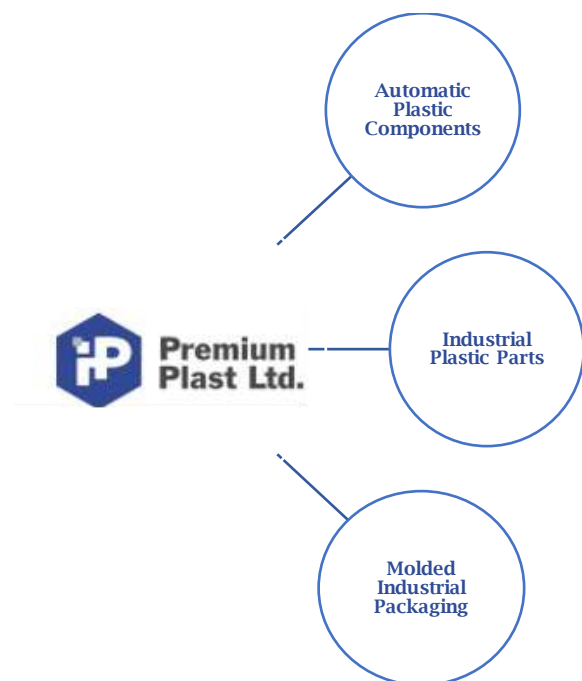 Automatic
Plastic
Components
Industrial
Plastic Parts
Premium
Plast Ltd.
Molded
Industrial
Packaging